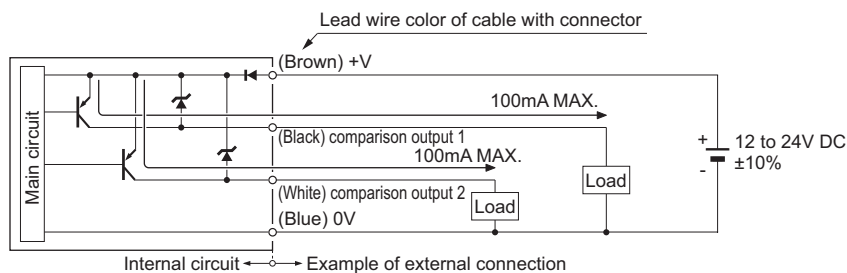 Lead wire color of cable with connector
(Brown) +V
100mA MAX.
(Black) comparison output 1
100mA MAX.
(White) comparison output 2
(Blue) 0V
Main circuit
Load
Load
+
-
12 to 24V DC
±10%
Internal circuit
Example of external connection